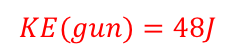 KE(gun) = 48J